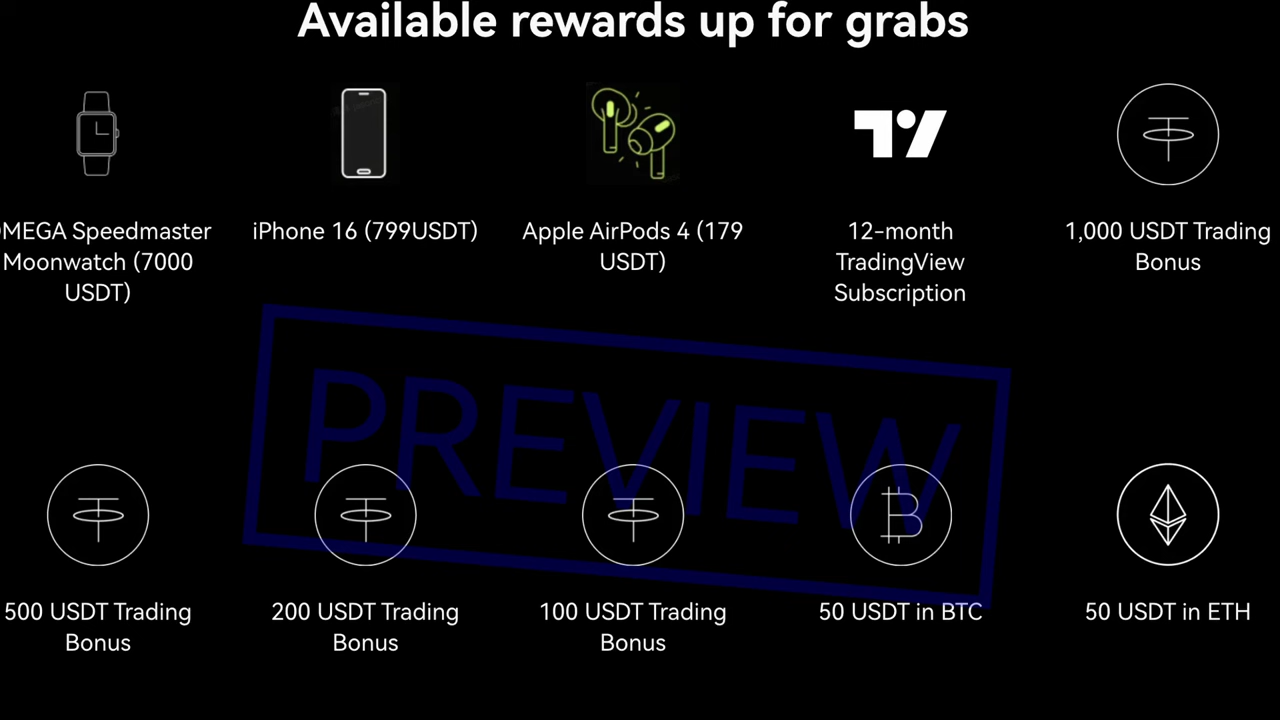 Available rewards up for grabs
OMEGA Speedmaster
Moonwatch (7000
USDT)
iPhone 16 (799USDT)
Apple AirPods 4 (179
USDT)
12-month
TradingView
Subscription
1,000 USDT Trading
Bonus
PREVIEW
500 USDT Trading
Bonus
200 USDT Trading
Bonus
100 USDT Trading
Bonus
50 USDT in BTC
50 USDT in ETH